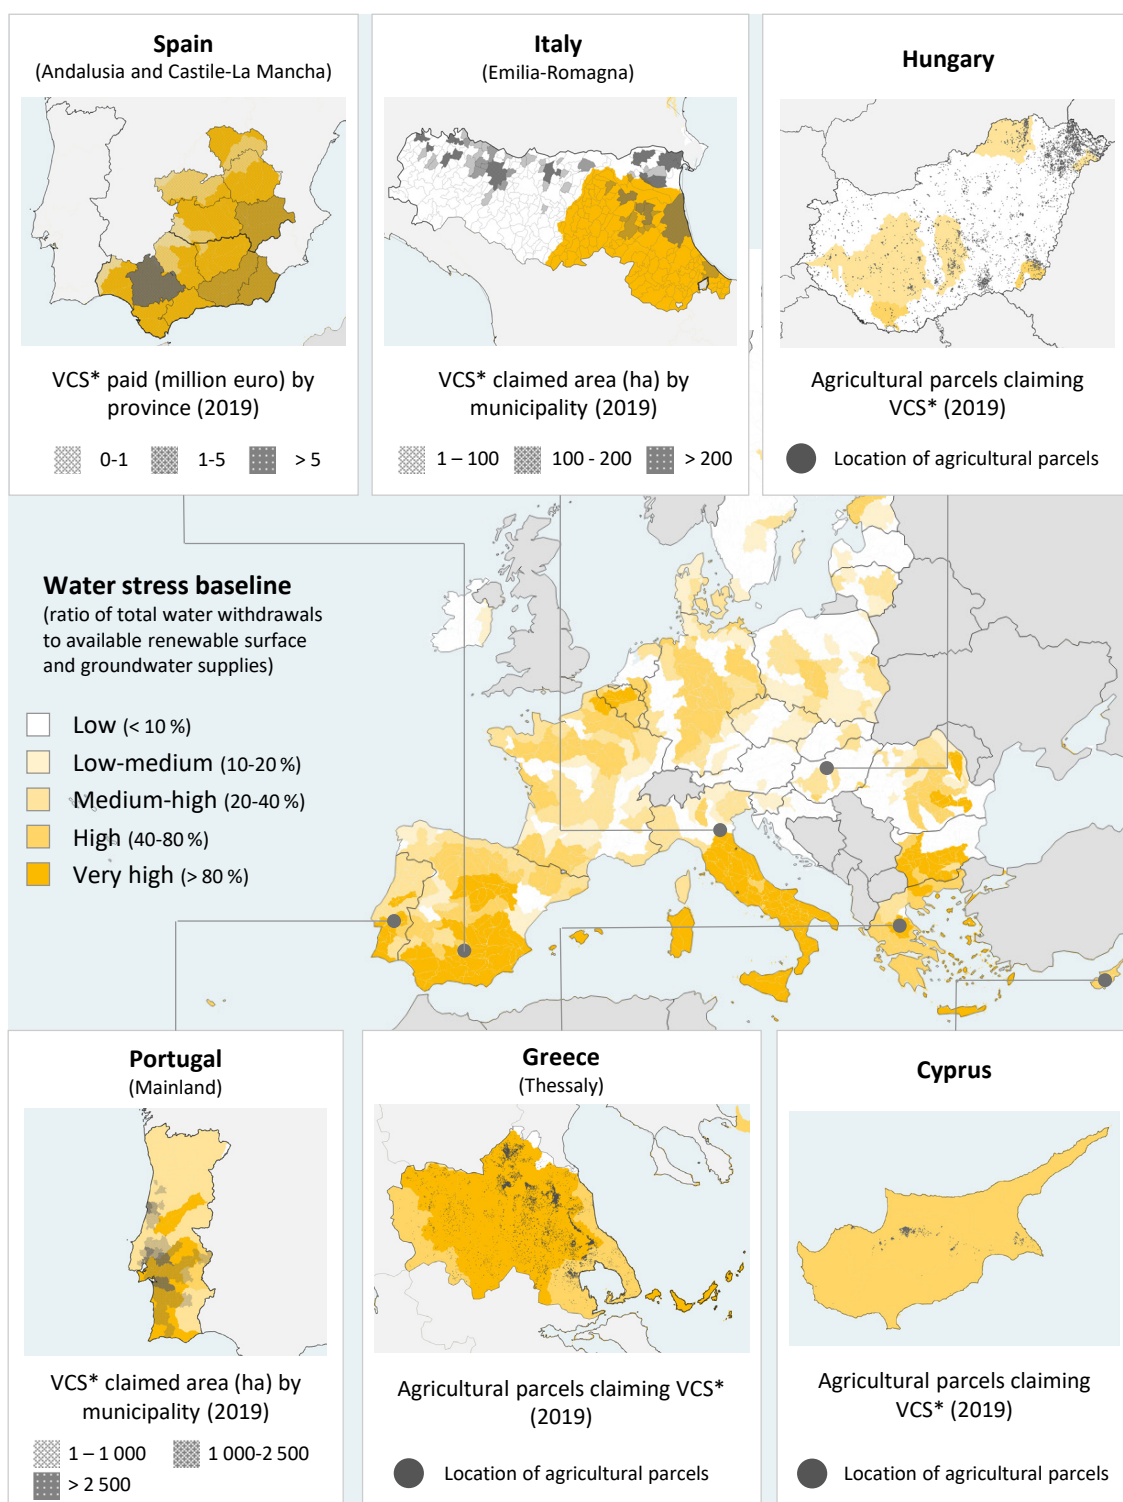 Spain
(Andalusia and Castile-La Mancha)
VCS* paid (million euro) by
province (2019)
0-1
1-5
> 5
Italy
(Emilia-Romagna)
VCS* claimed area (ha) by
municipality (2019)
1 – 100
100 - 200
> 200
Hungary
Agricultural parcels claiming
VCS* (2019)
Location of agricultural parcels
Water stress baseline
(ratio of total water withdrawals
to available renewable surface
and groundwater supplies)
Low (< 10 %)
Low-medium (10-20 %)
Medium-high (20-40 %)
High (40-80 %)
Very high (> 80 %)
Portugal
(Mainland)
VCS* claimed area (ha) by
municipality (2019)
1 – 1 000
1 000-2 500
> 2 500
Greece
(Thessaly)
Agricultural parcels claiming VCS*
(2019)
Location of agricultural parcels
Cyprus
Agricultural parcels claiming
VCS* (2019)
Location of agricultural parcels